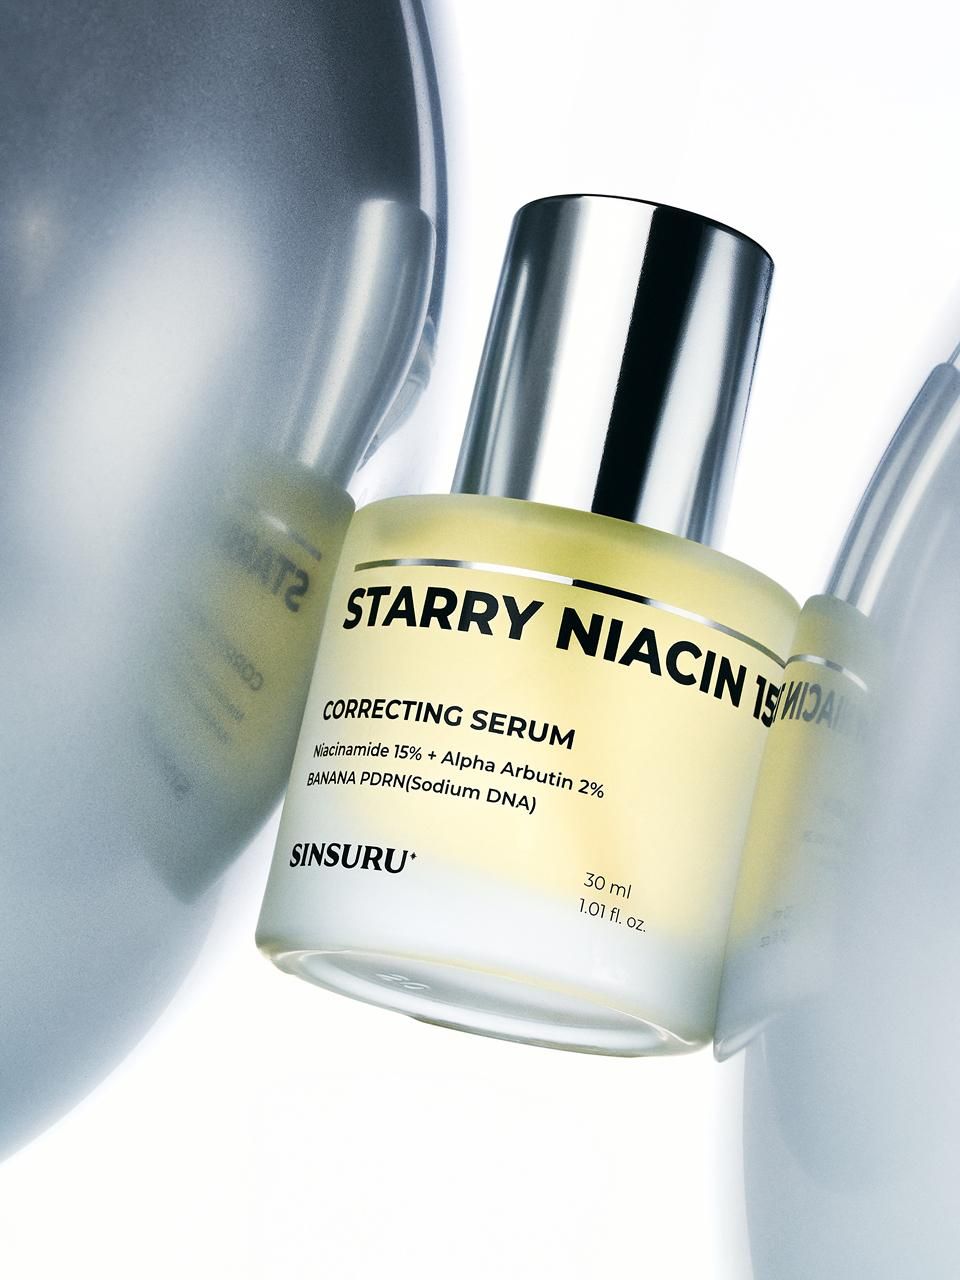 STARRY NIACIN 15
CORRECTING SERUM
Niacinamide 15% + Alpha Arbutin 2%
BANANA PDRN(Sodium DNA)
SINSURU
30 ml
1.01 fl. oz.